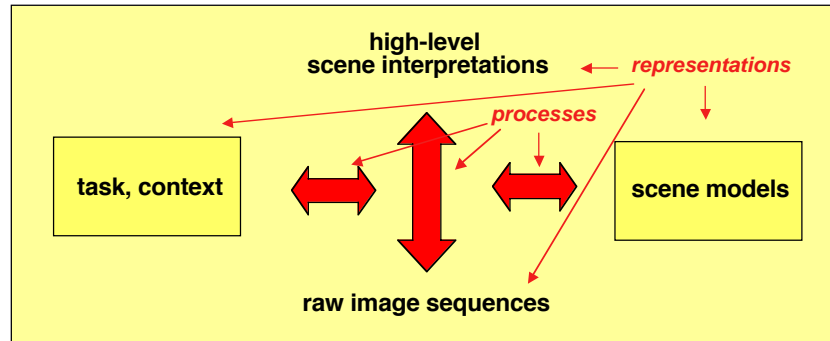 high-level
scene interpretations
representations
processes
task, context
scene models
raw image sequences